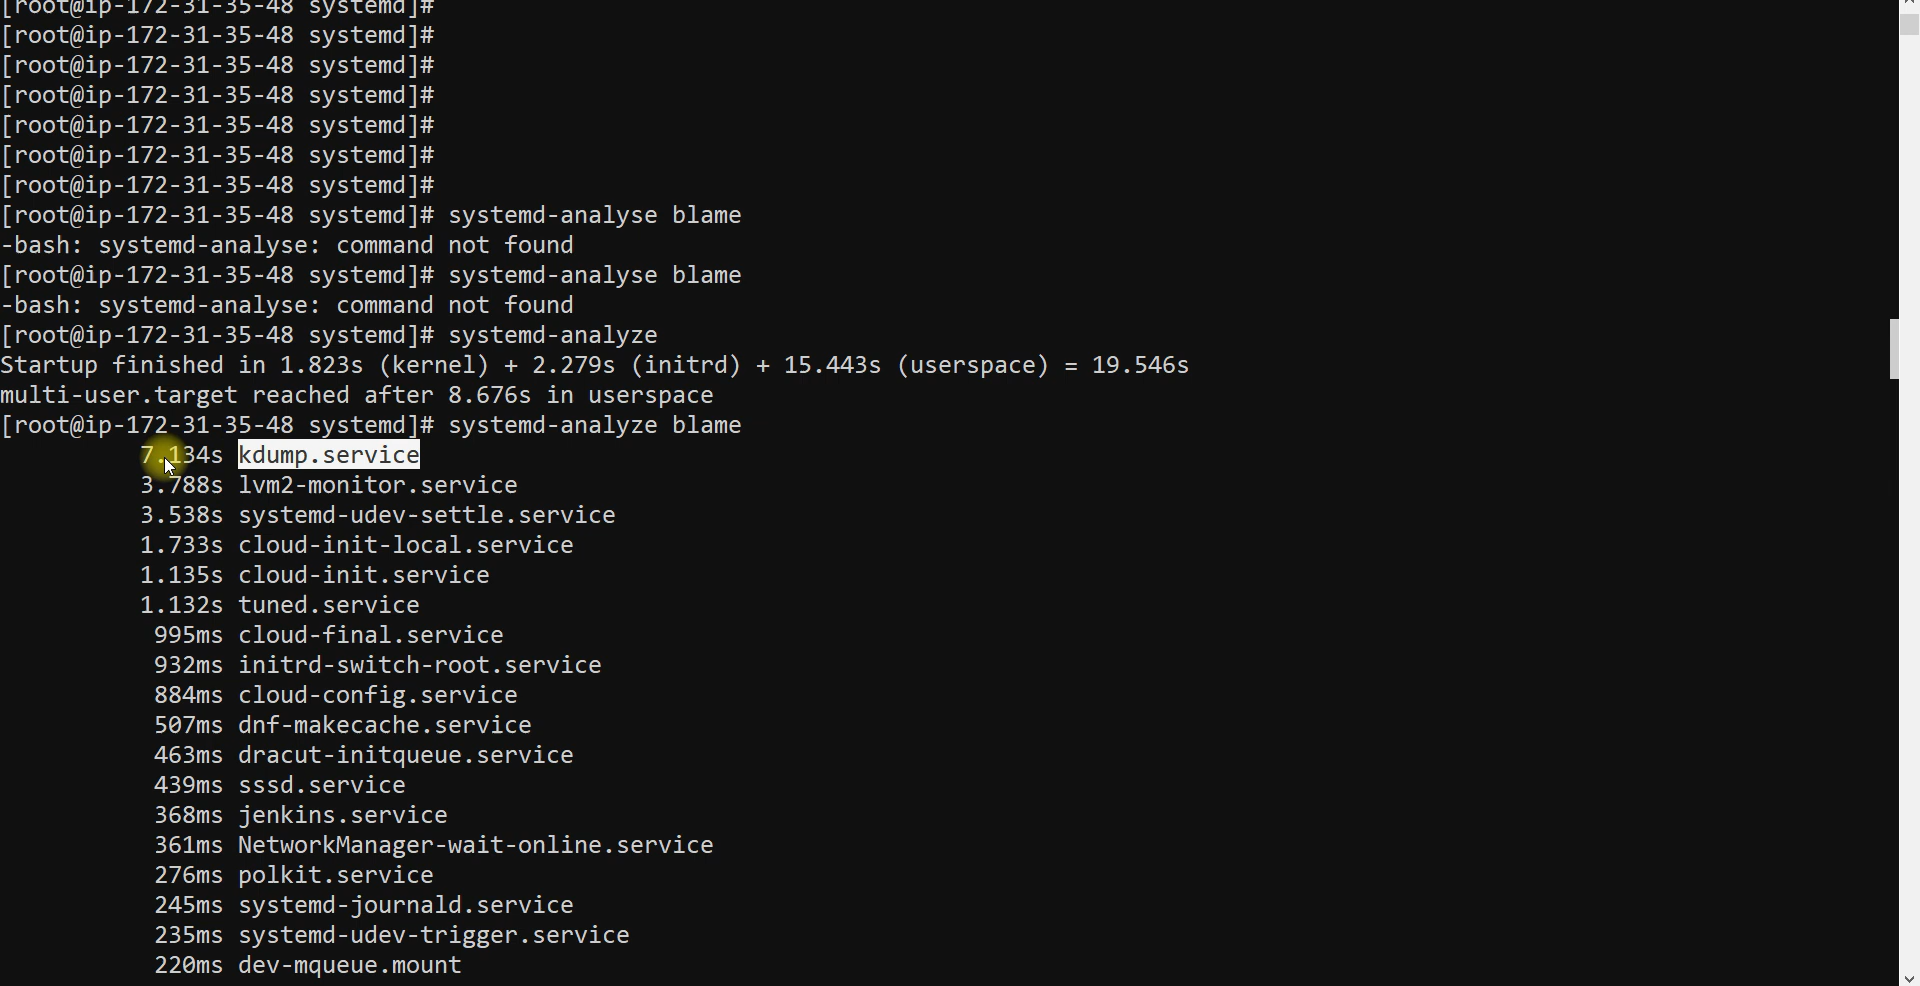 [root@ip-172-31-35-48 systemd]#
[root@ip-172-31-35-48 systemd]#
[root@ip-172-31-35-48 systemd]#
[root@ip-172-31-35-48 systemd]#
[root@ip-172-31-35-48 systemd]#
[root@ip-172-31-35-48 systemd]#
[root@ip-172-31-35-48 systemd]#
[root@ip-172-31-35-48 systemd]# systemd-analyse blame
-bash: systemd-analyse: command not found
[root@ip-172-31-35-48 systemd]# systemd-analyse blame
-bash: systemd-analyse: command not found
[root@ip-172-31-35-48 systemd]# systemd-analyze
Startup finished in 1.823s (kernel) + 2.279s (initrd) + 15.443s (userspace) = 19.546s
multi-user.target reached after 8.676s in userspace
[root@ip-172-31-35-48 systemd]# systemd-analyze blame
7.134s kdump.service
3.788s lvm2-monitor.service
3.538s systemd-udev-settle.service
1.733s cloud-init-local.service
1.135s cloud-init.service
1.132s tuned.service
995ms cloud-final.service
932ms initrd-switch-root.service
884ms cloud-config.service
507ms dnf-makecache.service
463ms dracut-initqueue.service
439ms sssd.service
368ms jenkins.service
361ms NetworkManager-wait-online.service
276ms polkit.service
245ms systemd-journald.service
235ms systemd-udev-trigger.service
220ms dev-mqueue.mount